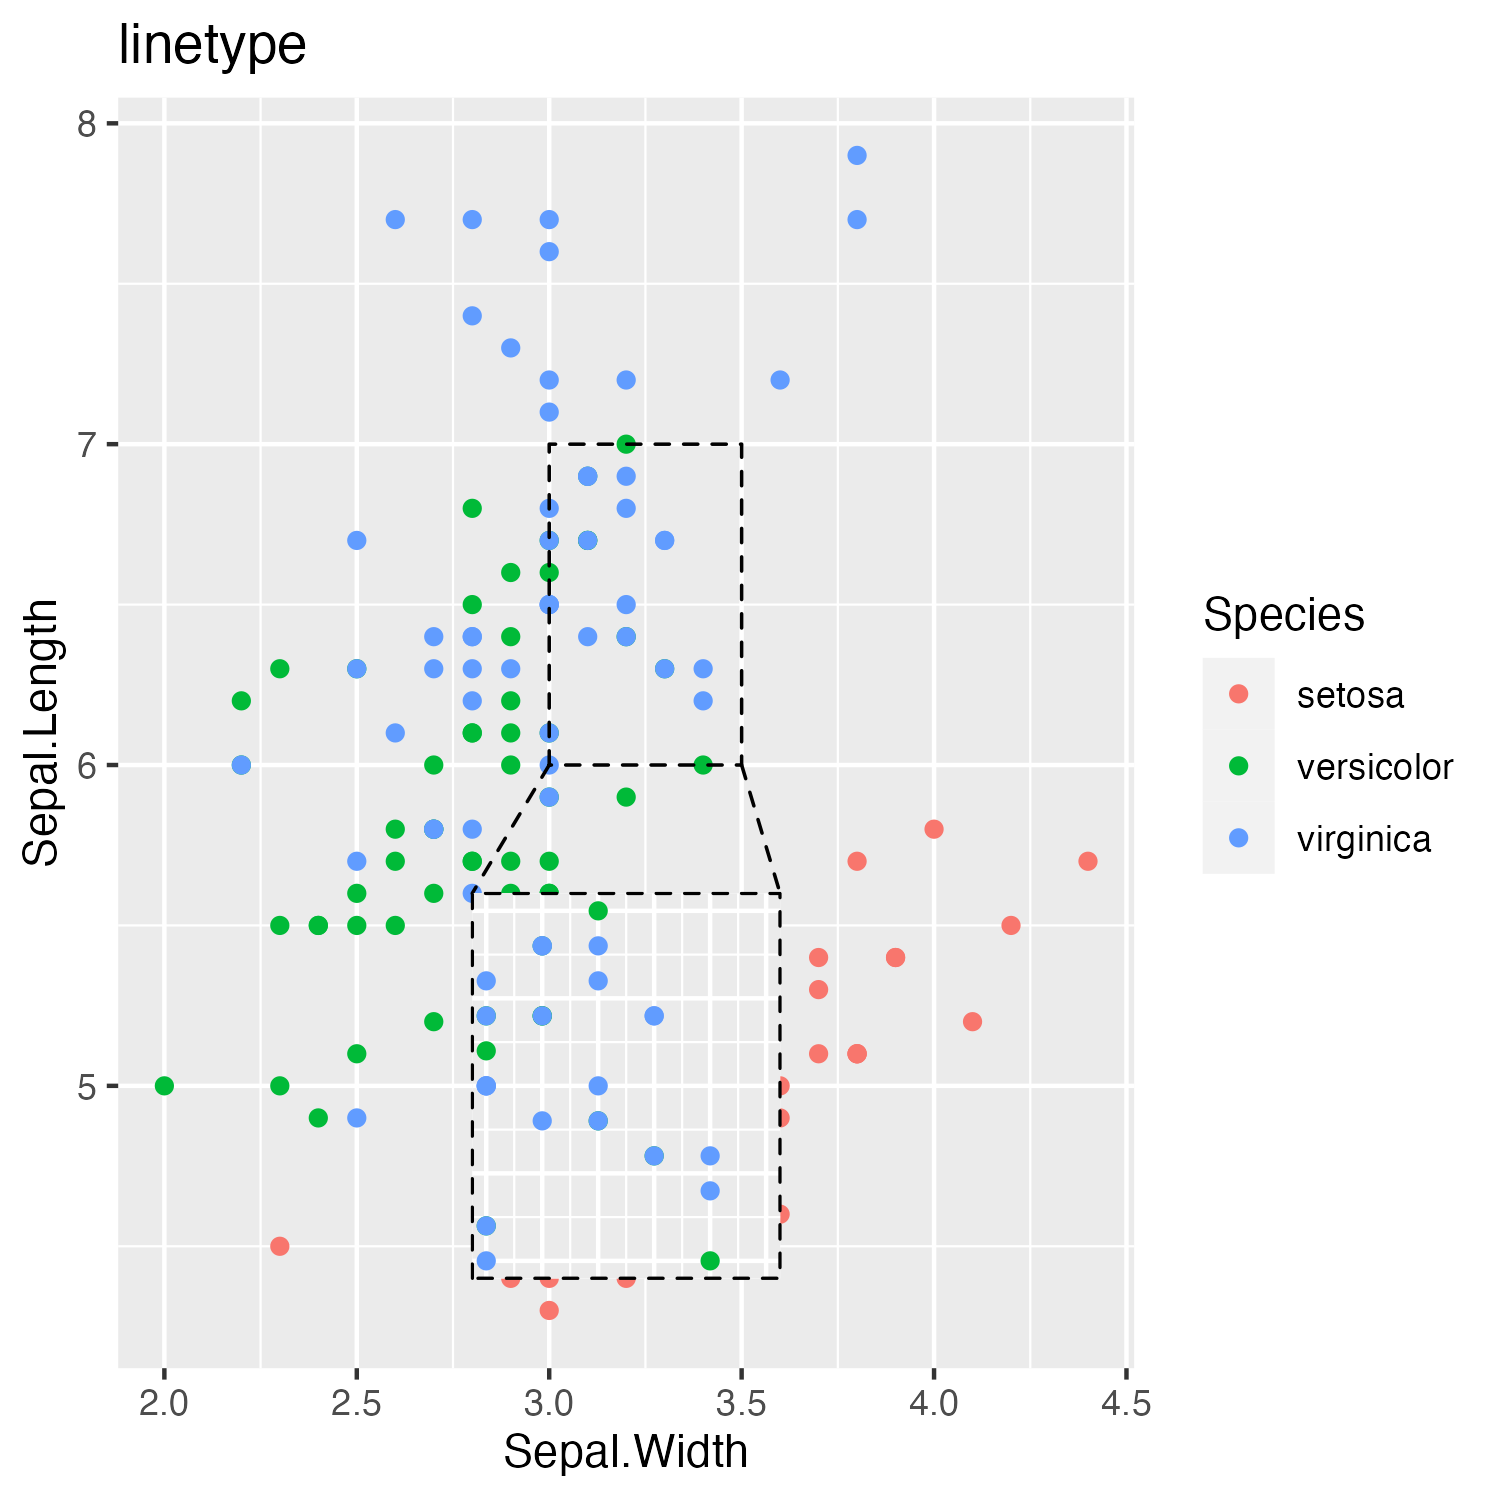 linetype
8
7
6
5
Sepal.Length
2.0 2.5 3.0 3.5 4.0 4.5
Sepal.Width
Species
setosa
versicolor
virginica